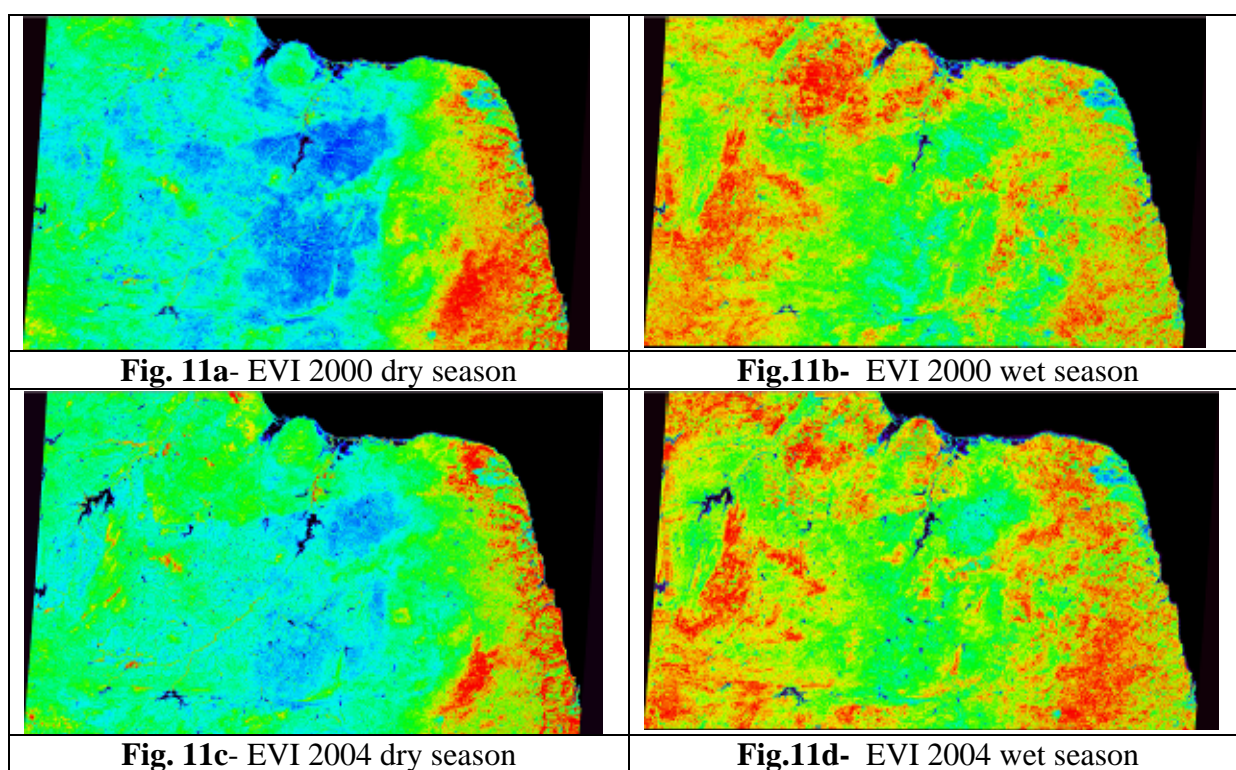 Fig. 11a- EVI 2000 dry season
Fig.11b- EVI 2000 wet season
Fig. 11c- EVI 2004 dry season
Fig.11d- EVI 2004 wet season